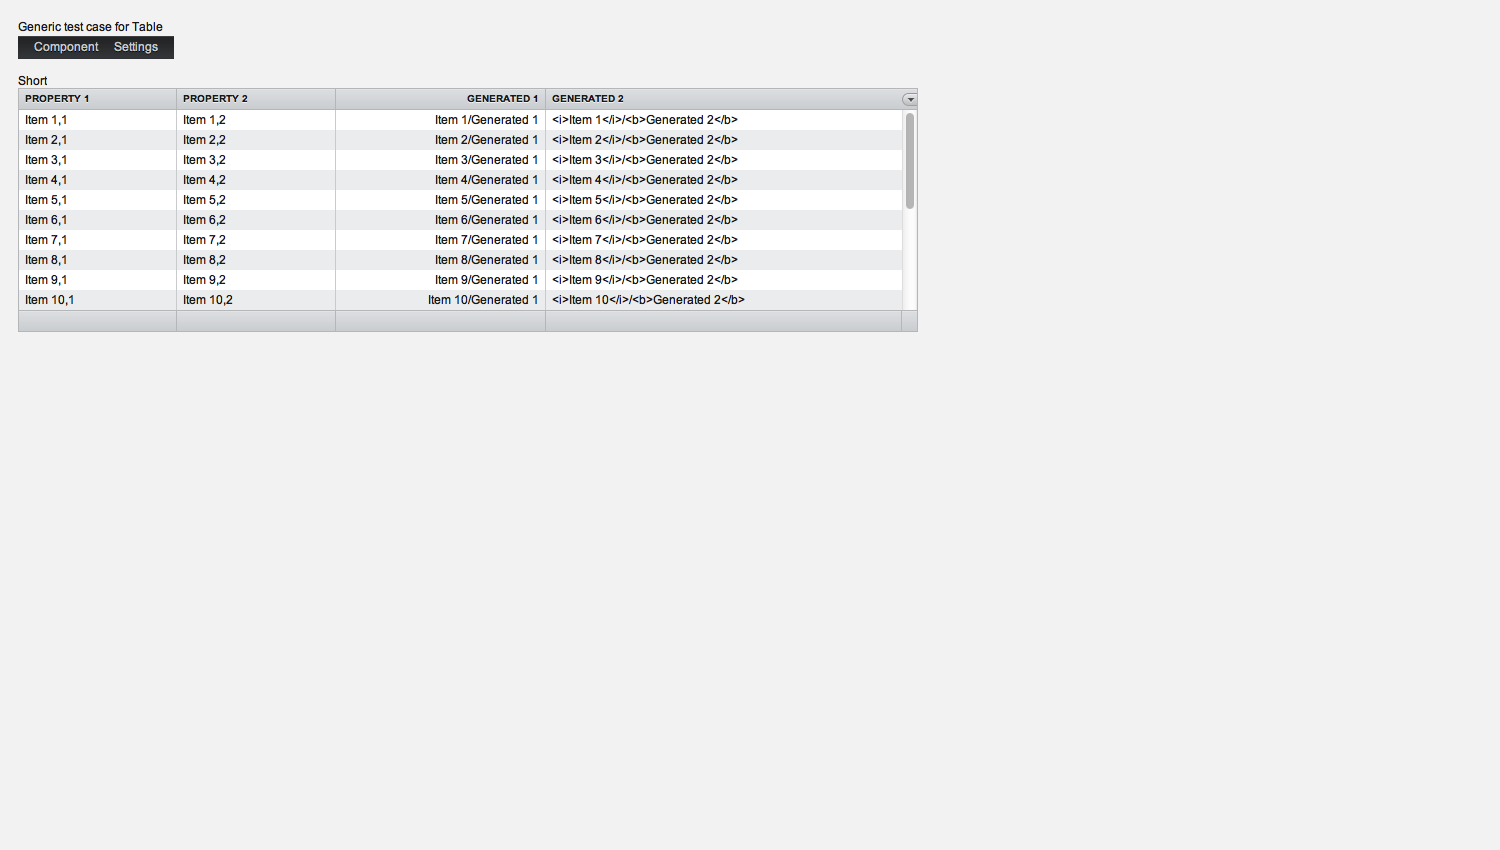 Generic test case for Table
Component Settings
Short
PROPERTY 1 PROPERTY 2 GENERATED 1 GENERATED 2
Item 1,1 Item 1,2 Item 1/Generated 1 <i>Item 1</i>/<b>Generated 2</b>
Item 2,1 Item 2,2 Item 2/Generated 1 <i>Item 2</i>/<b>Generated 2</b>
Item 3,1 Item 3,2 Item 3/Generated 1 <i>Item 3</i>/<b>Generated 2</b>
Item 4,1 Item 4,2 Item 4/Generated 1 <i>Item 4</i>/<b>Generated 2</b>
Item 5,1 Item 5,2 Item 5/Generated 1 <i>Item 5</i>/<b>Generated 2</b>
Item 6,1 Item 6,2 Item 6/Generated 1 <i>Item 6</i>/<b>Generated 2</b>
Item 7,1 Item 7,2 Item 7/Generated 1 <i>Item 7</i>/<b>Generated 2</b>
Item 8,1 Item 8,2 Item 8/Generated 1 <i>Item 8</i>/<b>Generated 2</b>
Item 9,1 Item 9,2 Item 9/Generated 1 <i>Item 9</i>/<b>Generated 2</b>
Item 10,1 Item 10,2 Item 10/Generated 1 <i>Item 10</i>/<b>Generated 2</b>